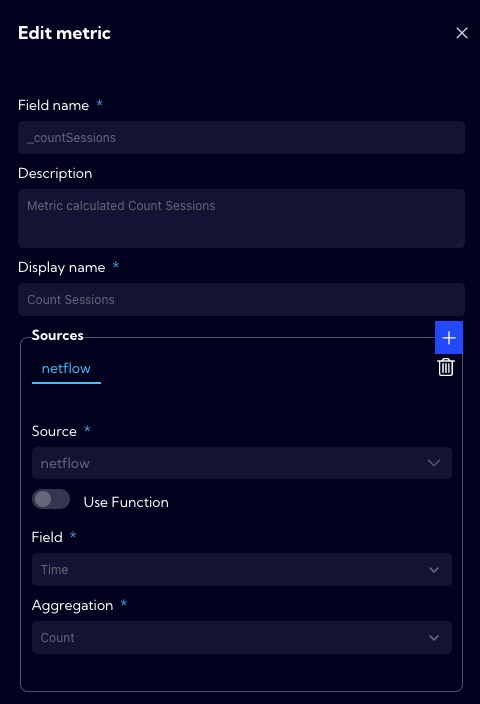 Edit metric
Field name *
_countSessions
Description
Metric calculated Count Sessions
Display name *
Count Sessions
Sources
netflow
Source *
netflow
Use Function
Field *
Time
Aggregation *
Count